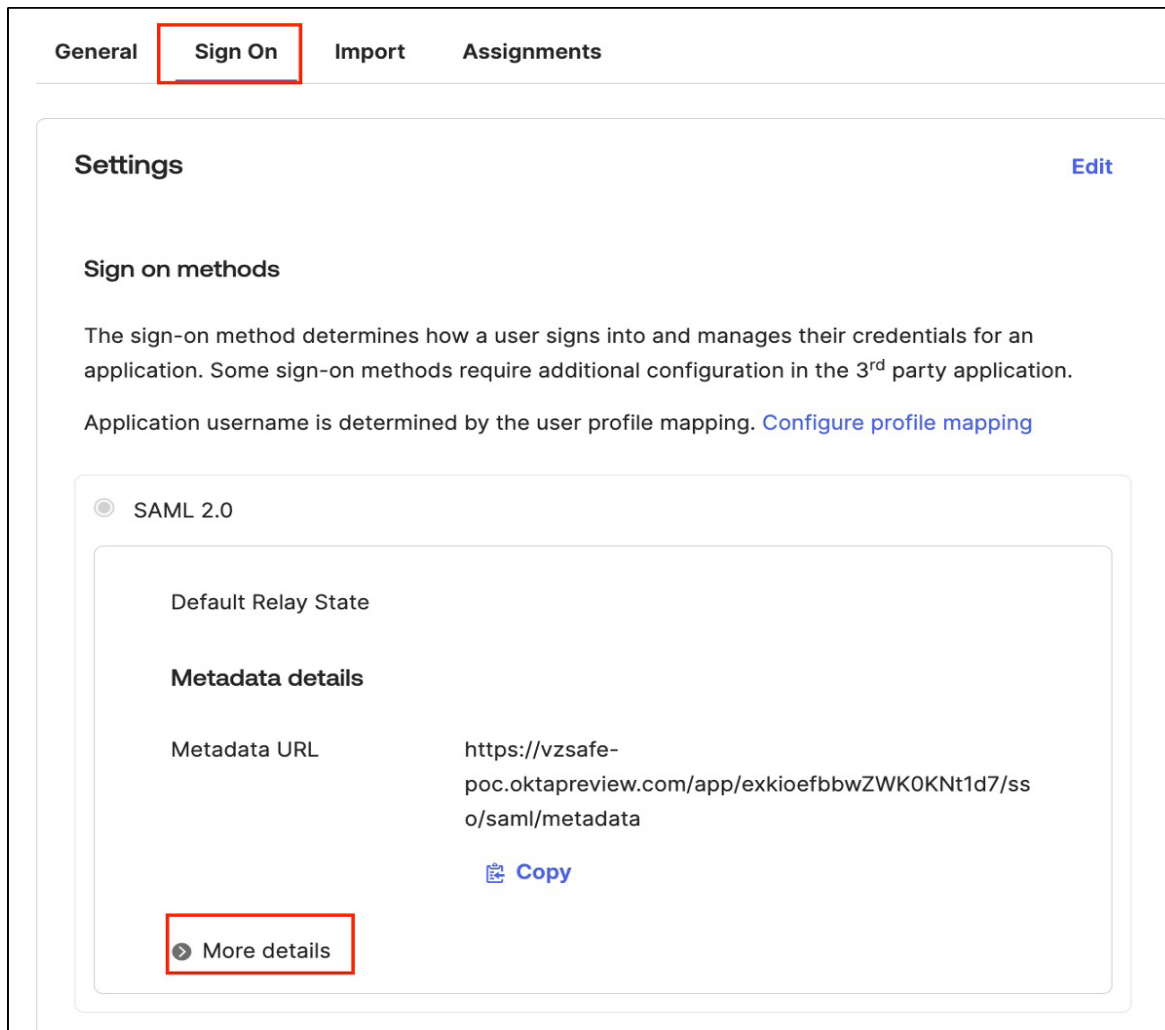 General Sign On Import Assignments
Settings Edit
Sign on methods
The sign-on method determines how a user signs into and manages their credentials for an
application. Some sign-on methods require additional configuration in the 3rd party application.
Application username is determined by the user profile mapping. Configure profile mapping
SAML 2.0
Default Relay State
Metadata details
Metadata URL https://vzsafe-
poc.oktapreview.com/app/exkioefbbwZWK0KNt1d7/ss
o/saml/metadata
Copy
More details